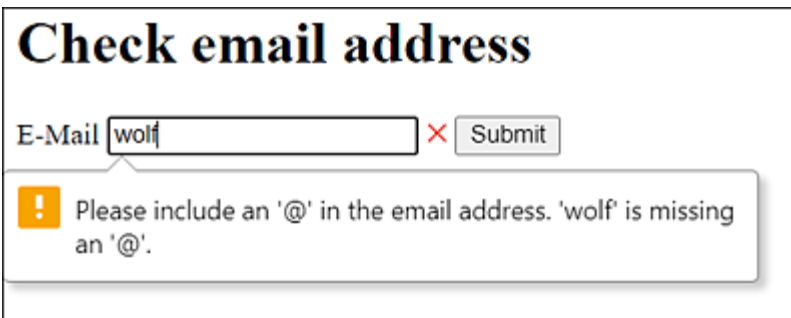 Check email address
E-Mail wolf × Submit
Please include an '@' in the email address. 'wolf' is missing
an '@'.